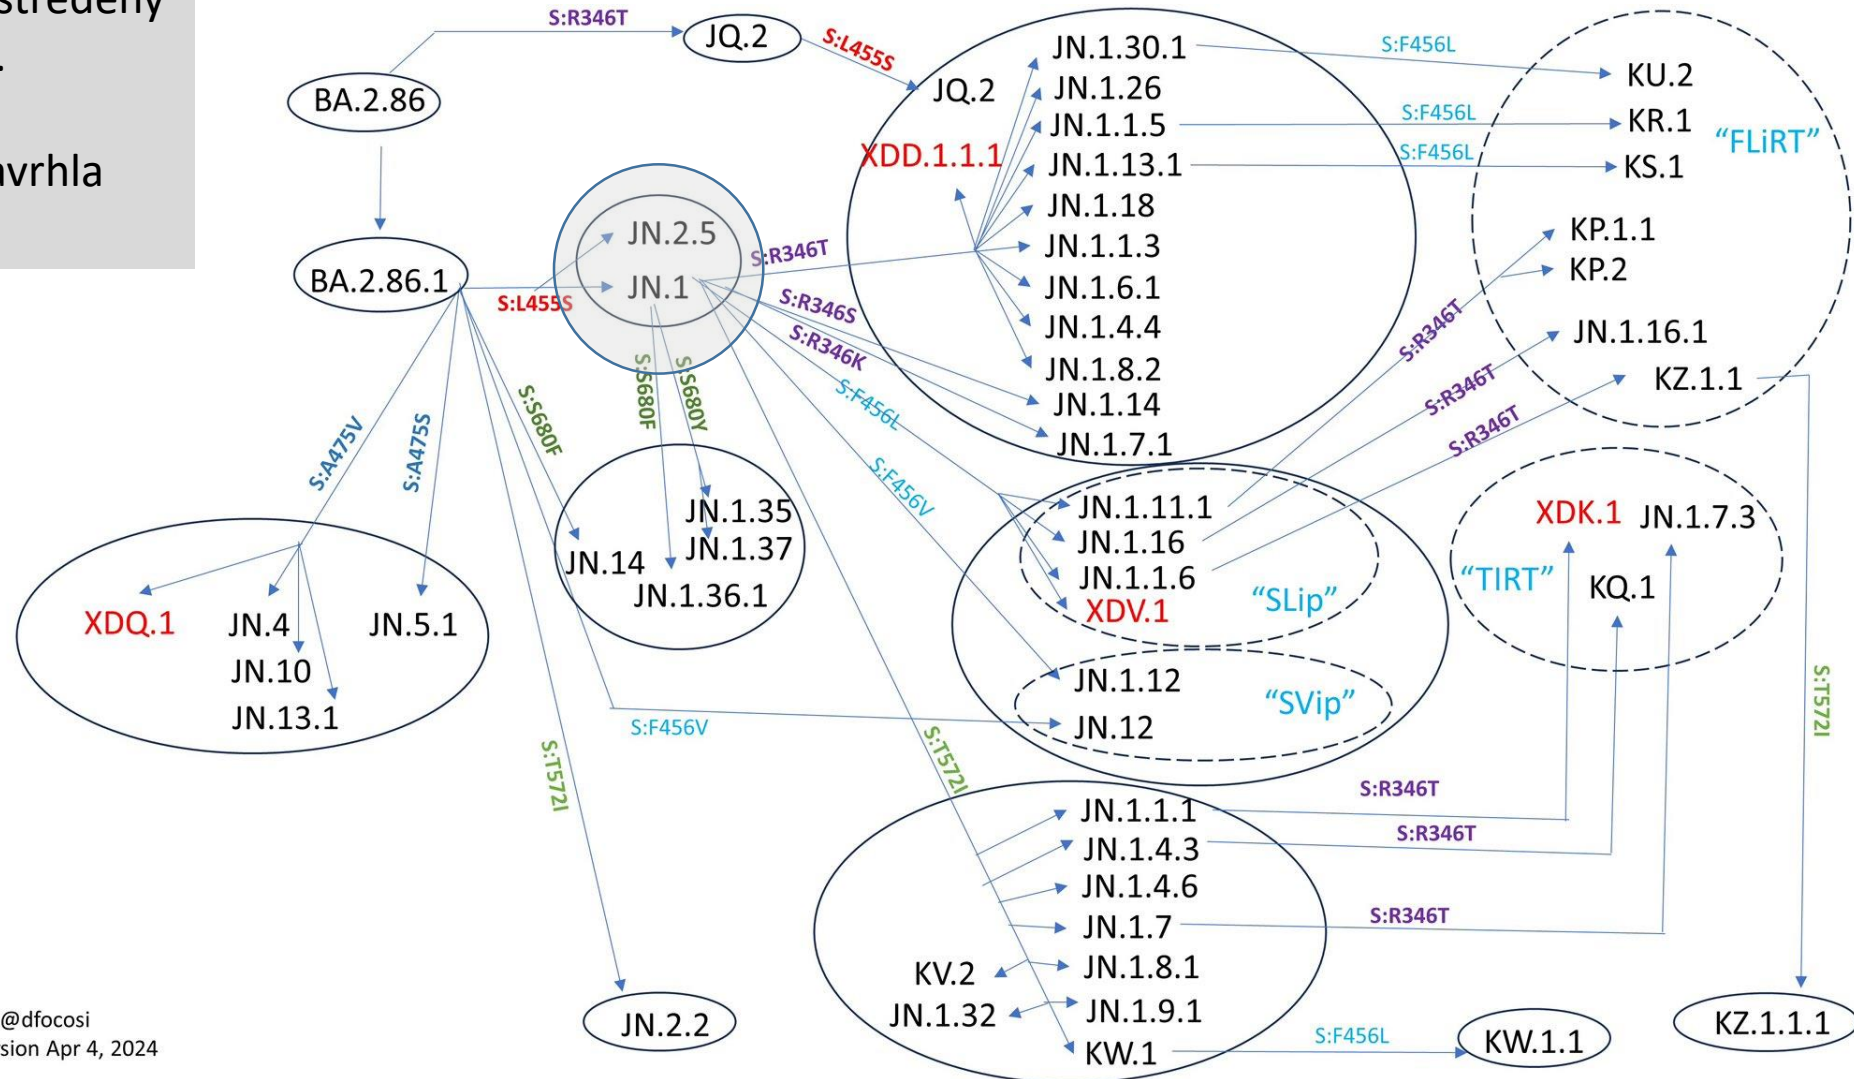 S:R346T
JQ.2
S:L455S
BA.2.86
JQ.2
XDD.1.1.1
JN.1.30.1
JN.1.26
JN.1.1.5
JN.1.13.1
JN.1.18
JN.1.1.3
JN.1.6.1
JN.1.4.4
JN.1.8.2
JN.1.14
JN.1.7.1
S:F456L
S:F456L
S:F456L
KU.2
KR.1
KS.1
"FLiRT"
KP.1.1
KP.2
JN.1.16.1
KZ.1.1
BA.2.86.1
S:L455S
JN.2.5
JN.1
S:R346T
S:R346S
S:R346K
S:F456L
S:F456V
S:R346T
S:R346T
S:R346T
S:A475V
S:A475S
S:S680F
S:S680F
S:S680Y
XDQ.1
JN.4
JN.10
JN.13.1
JN.5.1
JN.14
JN.1.35
JN.1.37
JN.1.36.1
JN.1.11.1
JN.1.16
JN.1.1.6
XDV.1
"SLip"
JN.1.12
JN.12
"SVip"
XDK.1
JN.1.7.3
"TIRT"
KQ.1
S:F456V
S:T572I
S:T572I
S:T572I
JN.1.1.1
JN.1.4.3
JN.1.4.6
JN.1.7
JN.1.8.1
JN.1.9.1
KW.1
KV.2
JN.1.32
S:R346T
S:R346T
S:R346T
JN.2.2
S:F456L
KW.1.1
KZ.1.1.1
@dfocosi
sion Apr 4, 2024